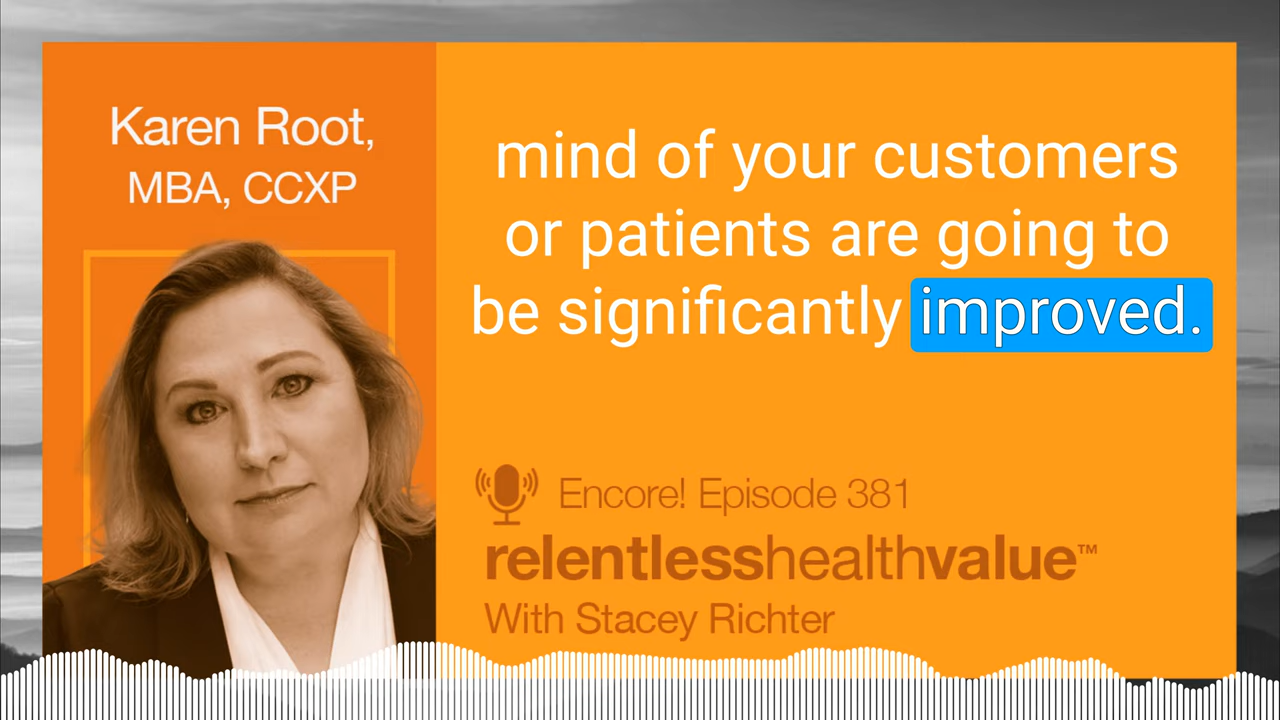 Karen Root,
MBA, CCXP
mind of your customers
or patients are going to
be significantly improved.
Encore! Episode 381
relentlesshealthvalue™
With Stacey Richter